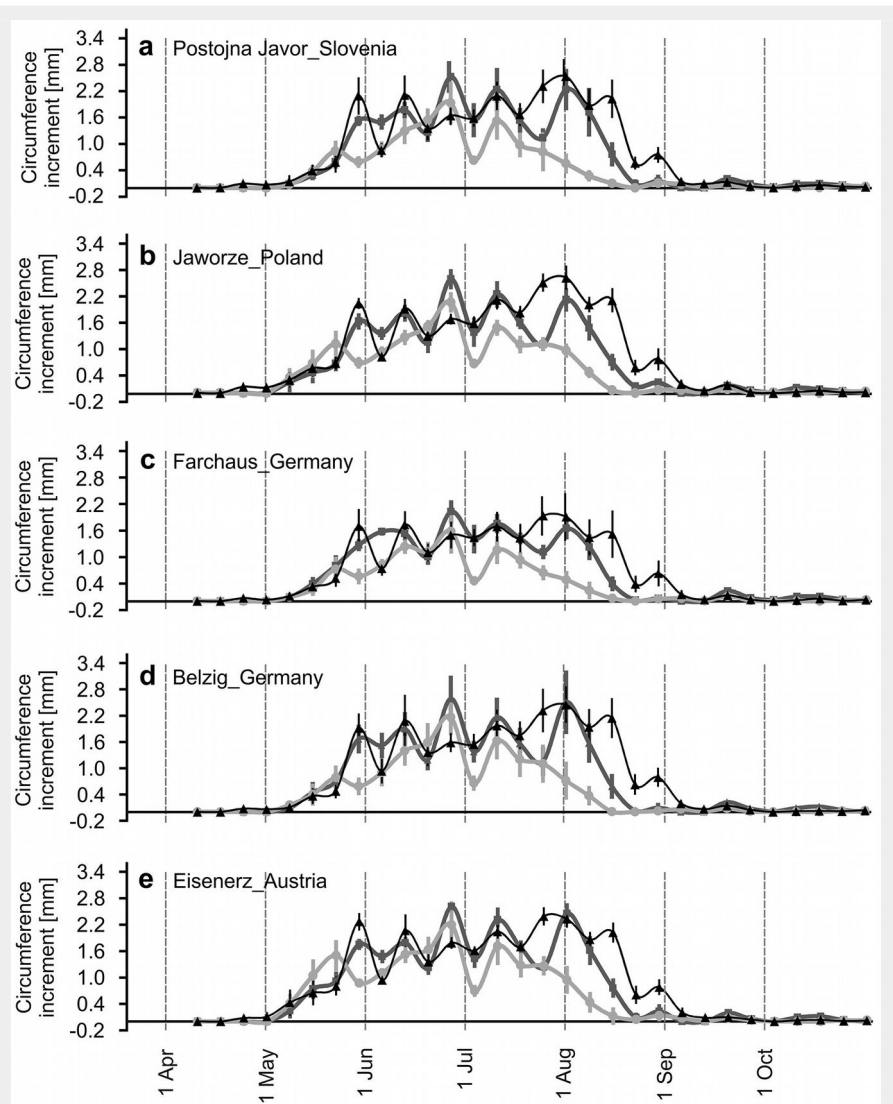 a Postojna Javor_Slovenia
Circumference
increment [mm]
3.4
2.8
2.2
1.6
1.0
0.4
-0.2
b Jaworze_Poland
Circumference
increment [mm]
3.4
2.8
2.2
1.6
1.0
0.4
-0.2
c Farchaus_Germany
Circumference
increment [mm]
3.4
2.8
2.2
1.6
1.0
0.4
-0.2
d Belzig_Germany
Circumference
increment [mm]
3.4
2.8
2.2
1.6
1.0
0.4
-0.2
e Eisenerz_Austria
Circumference
increment [mm]
3.4
2.8
2.2
1.6
1.0
0.4
-0.2
1 Apr
1 May
1 Jun
1 Jul
1 Aug
1 Sep
1 Oct